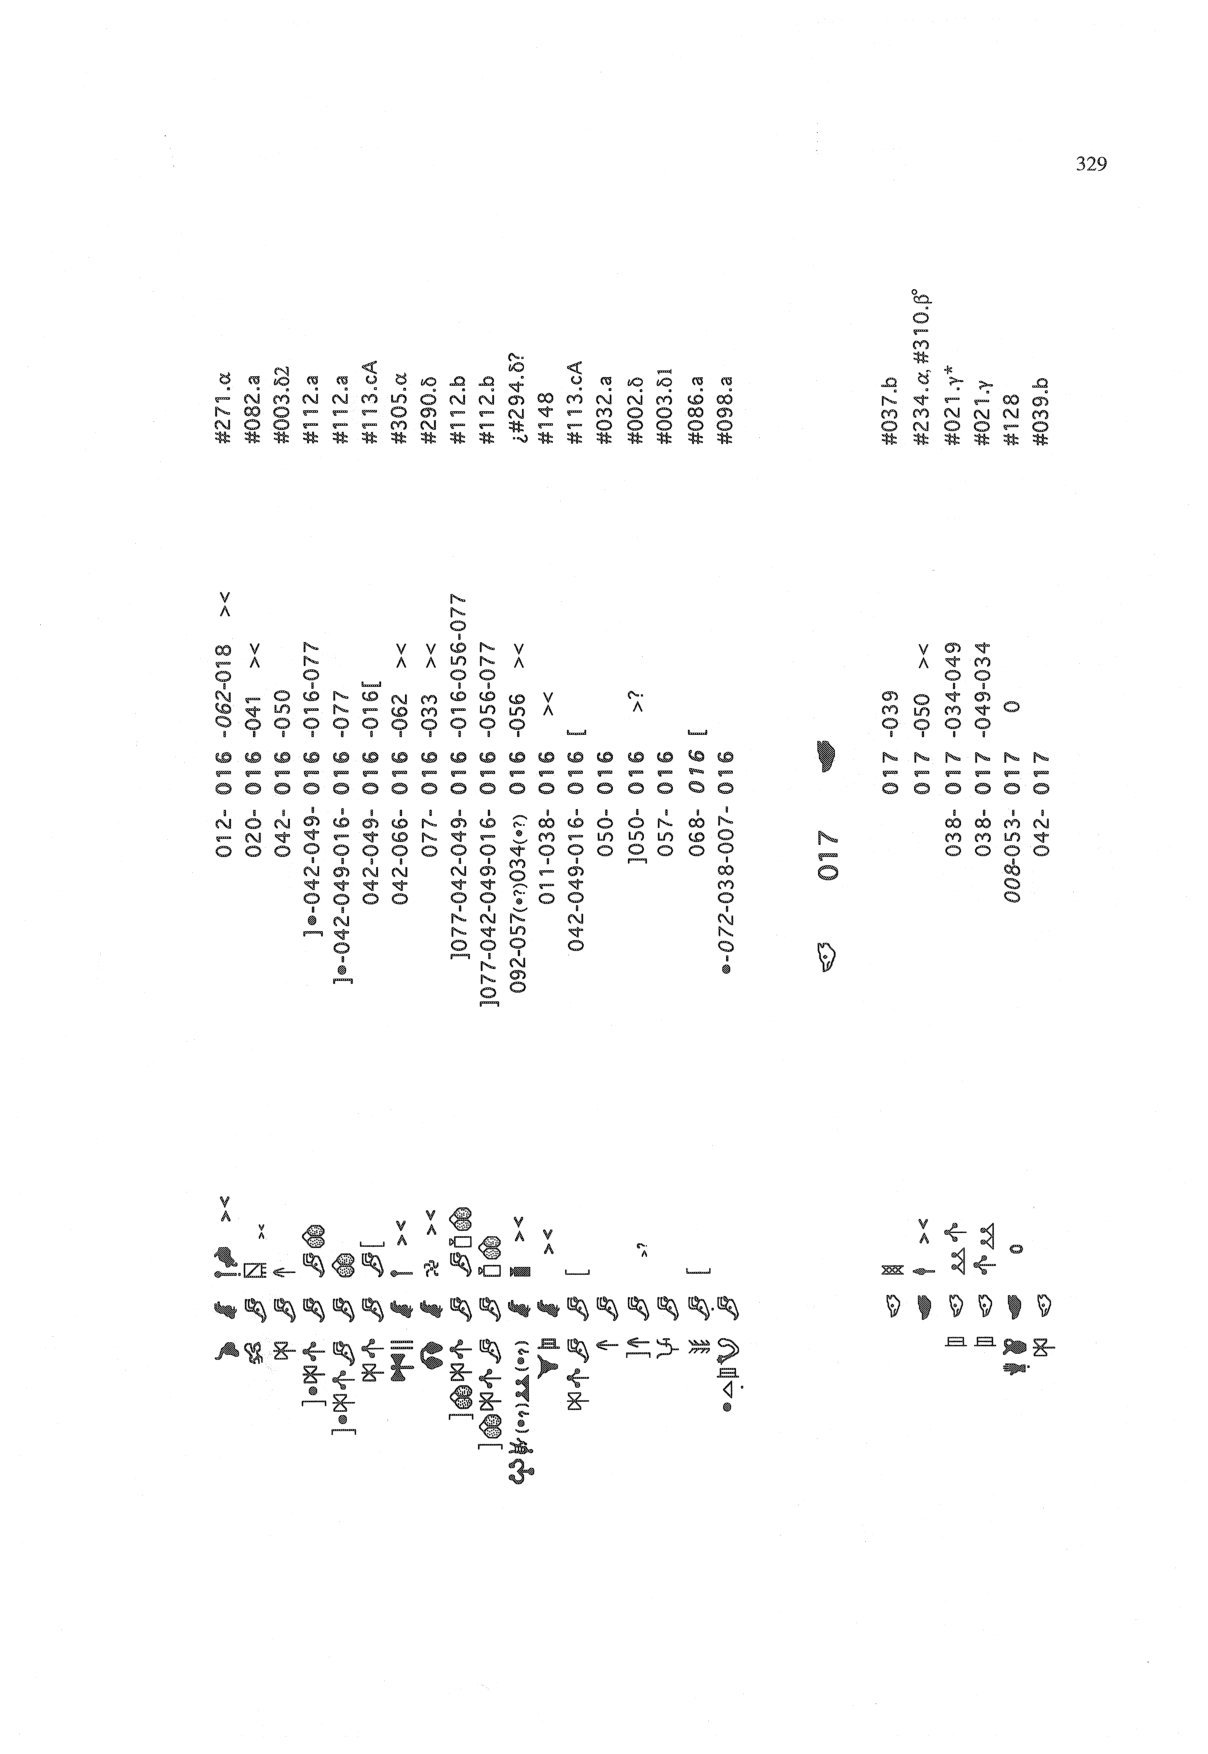 329
012- 016 -062-018 ><  #271.α
020- 016 -041 ><  #082.a
042- 016 -050  #003.δ2
]•-042-049- 016 -016-077  #112.a
]•-042-049-016- 016 -077  #112.a
042-049- 016 -016[  #113.cA
042-066- 016 -062 ><  #305.α
077- 016 -033 ><  #290.δ
]077-042-049- 016 -016-056-077  #112.b
]077-042-049-016- 016 -056-077  #112.b
092-057(•?)034(•?) 016 -056 ><  ¿#294.δ?
011-038- 016 ><  #148
042-049-016- 016 [  #113.cA
050- 016  #032.a
]050- 016 >?  #002.δ
057- 016  #003.δ1
068- 016 [  #086.a
•-072-038-007- 016  #098.a
017
017 -039  #037.b
017 -050 ><  #234.α, #310.β°
038- 017 -034-049  #021.γ*
038- 017 -049-034  #021.γ
008-053- 017 0  #128
042- 017  #039.b